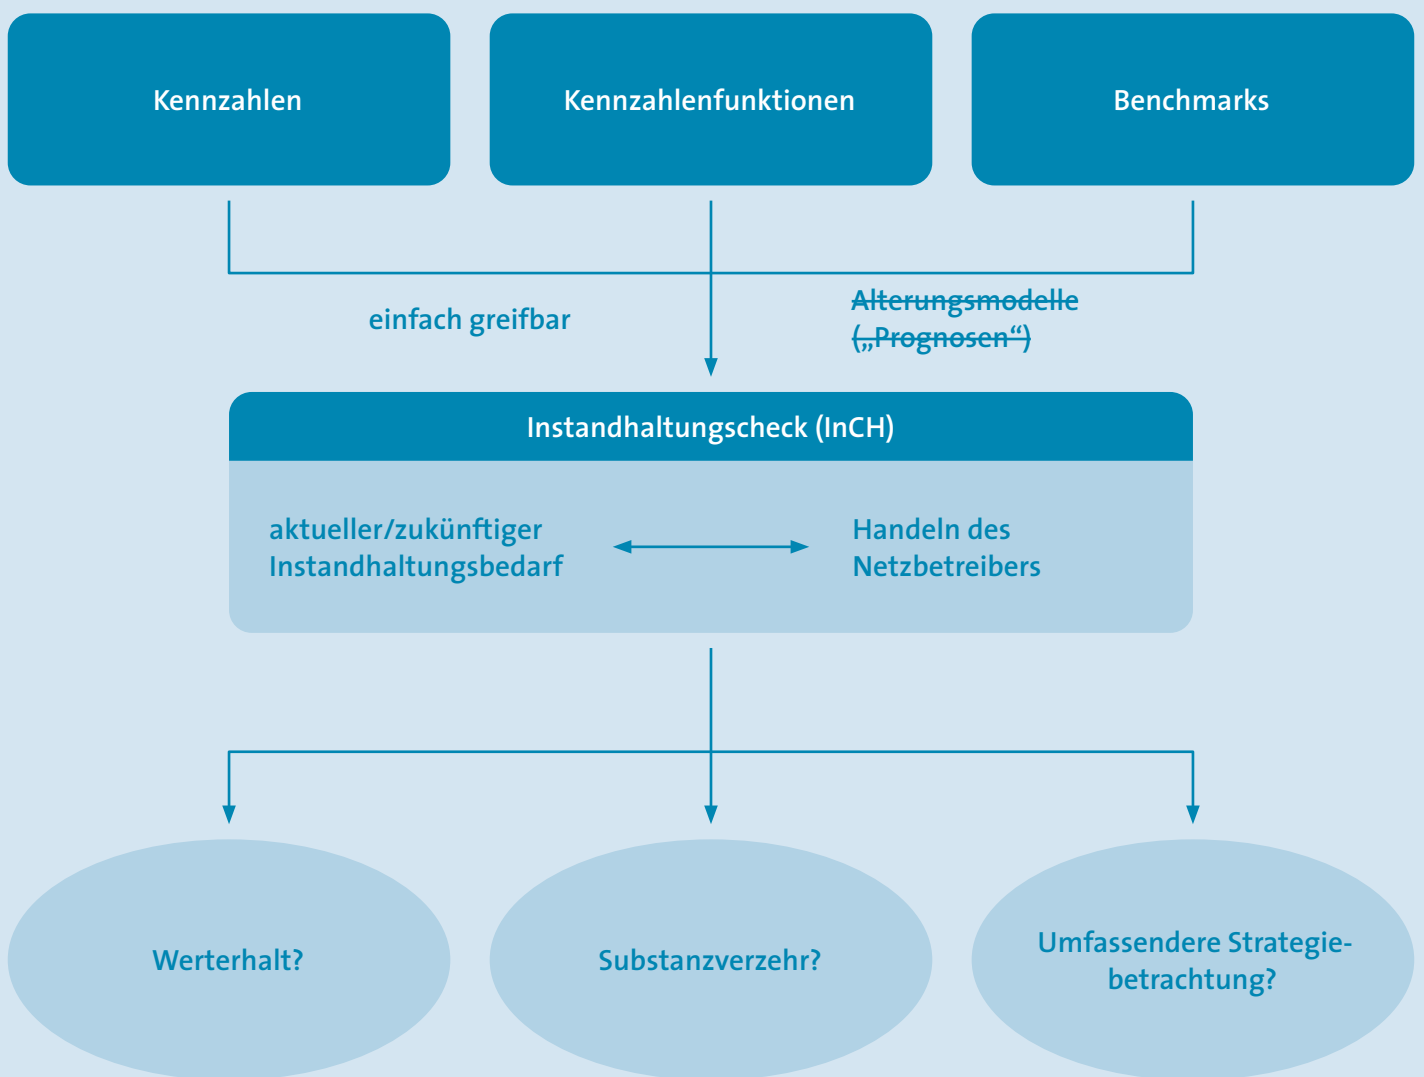 Kennzahlen
Kennzahlenfunktionen
Benchmarks
einfach greifbar
Alterungsmodelle
(„Prognosen“)
Instandhaltungscheck (InCH)
aktueller/zukünftiger
Instandhaltungsbedarf
Handeln des
Netzbetreibers
Werterhalt?
Substanzverzehr?
Umfassendere Strategie-
betrachtung?